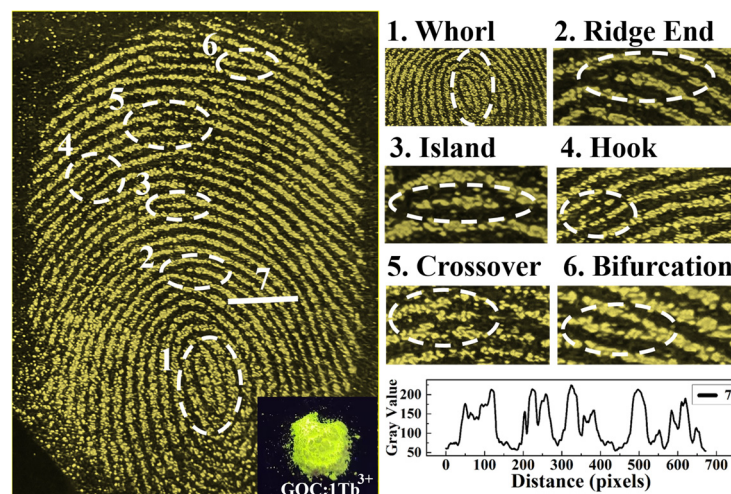 6
5
4
3
2
7
1
GOC:1Tb³⁺
1. Whorl
2. Ridge End
3. Island
4. Hook
5. Crossover
6. Bifurcation
Gray Value
200
150
100
50
7
0 100 200 300 400 500 600 700
Distance (pixels)